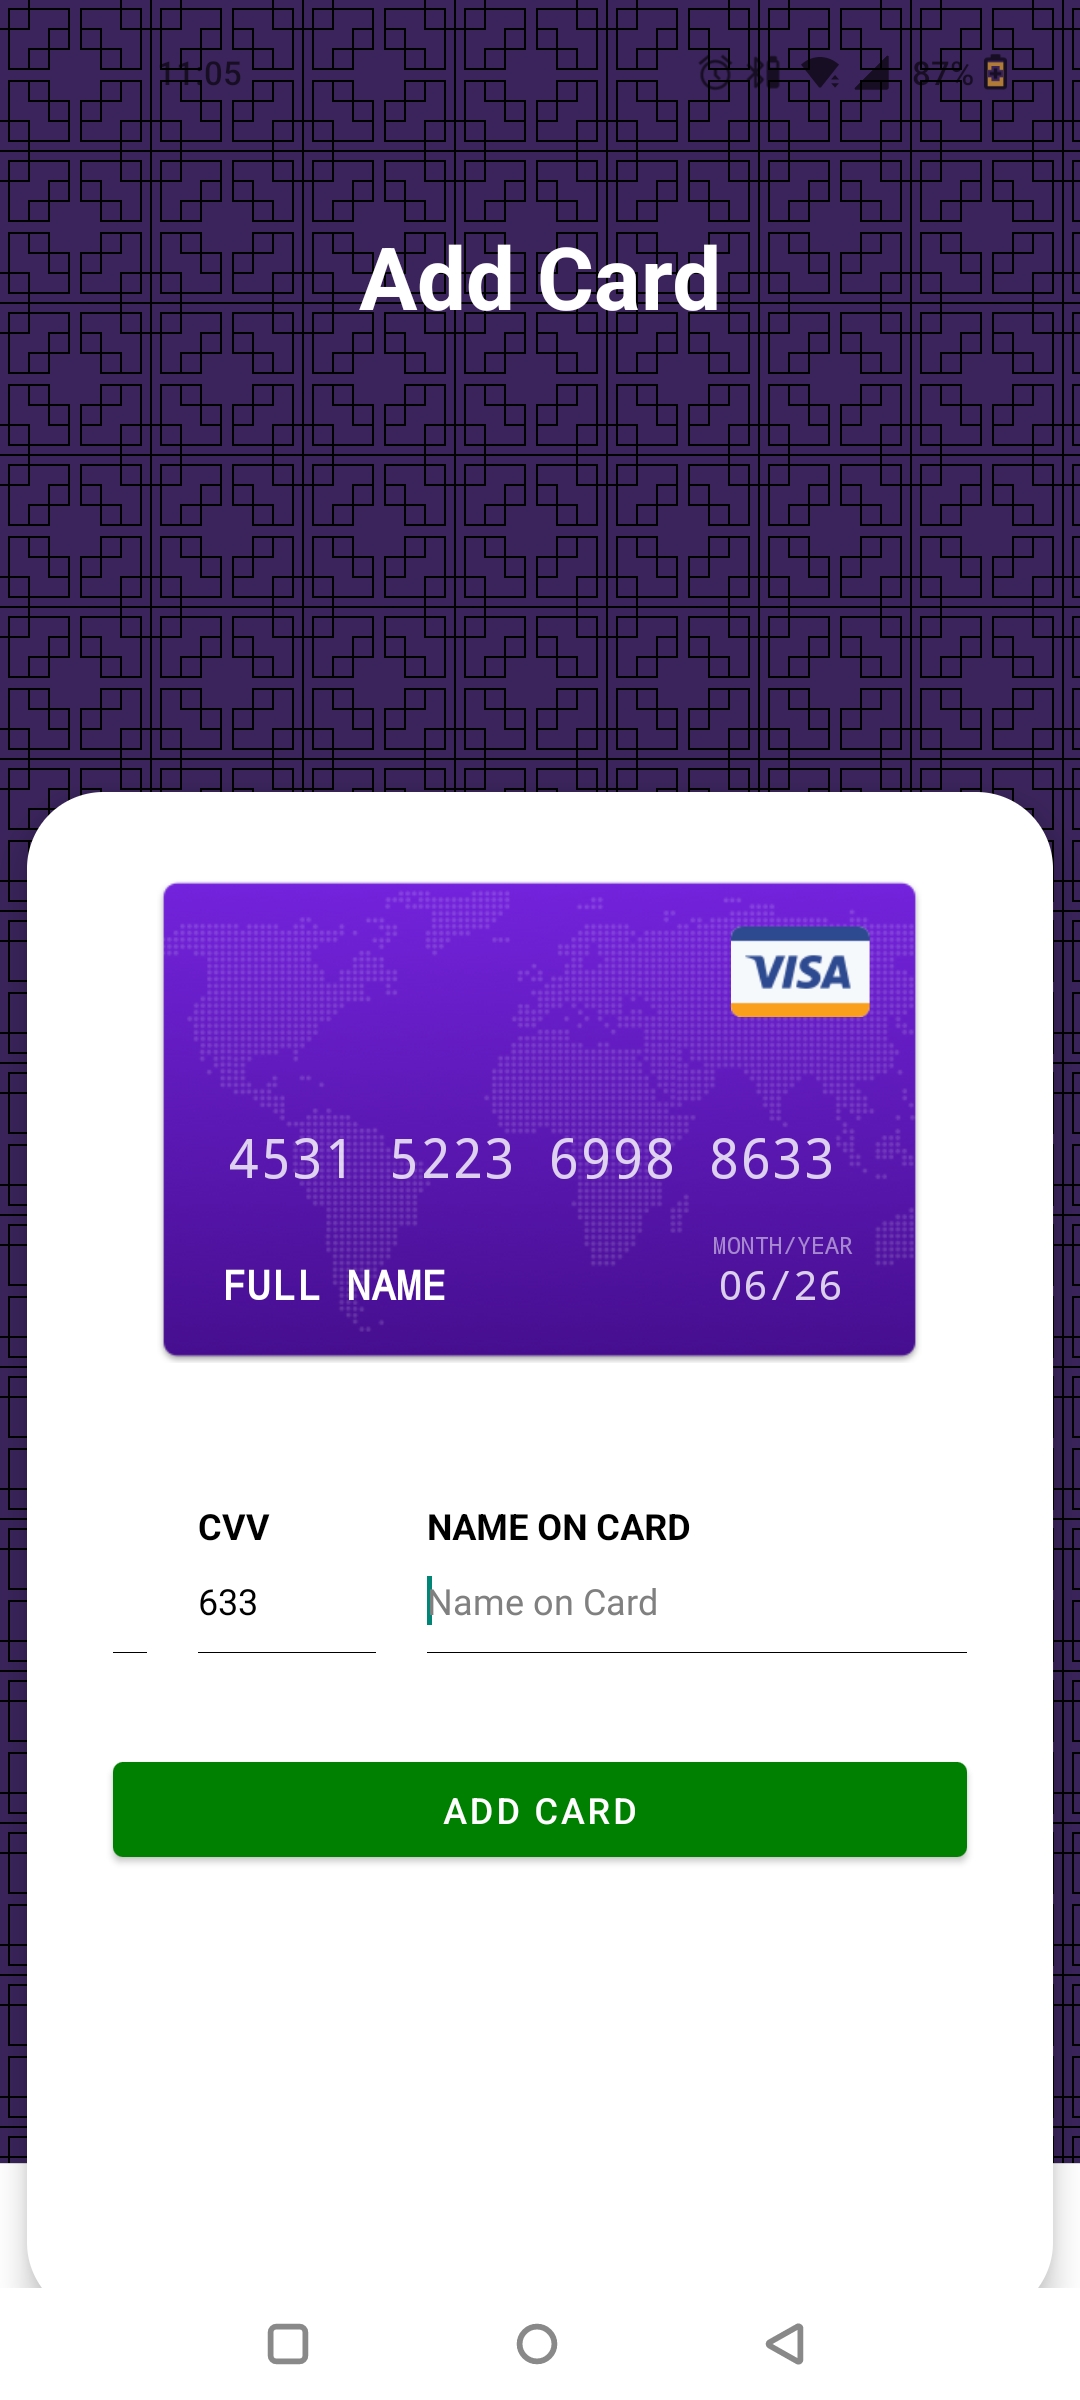 11:05 87%
Add Card
VISA
4531 5223 6998 8633
MONTH/YEAR
FULL NAME 06/26
CVV NAME ON CARD
633 Name on Card
ADD CARD